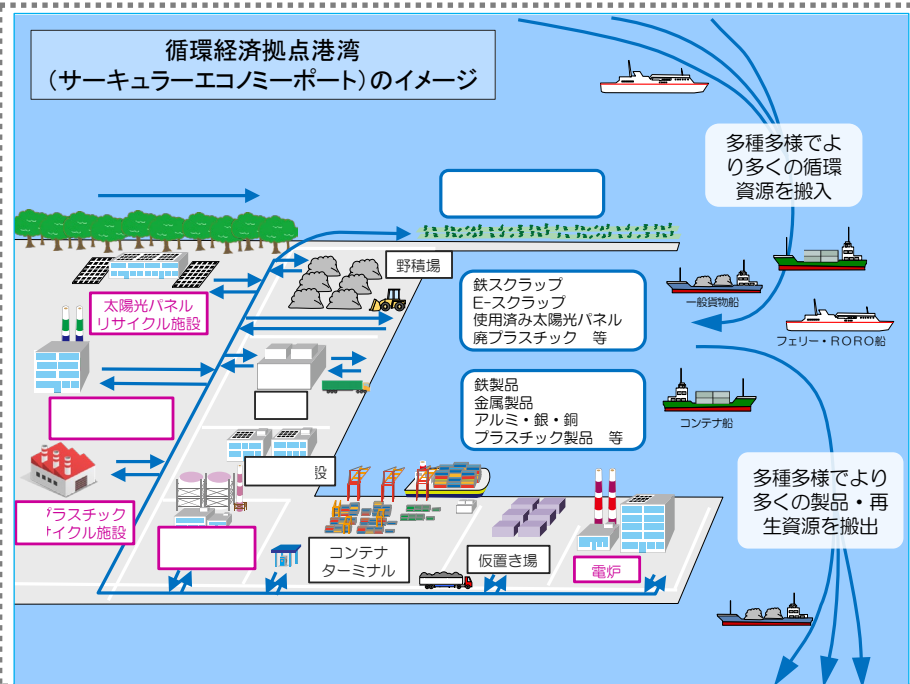 循環経済拠点港湾
（サーキュラーエコノミーポート）のイメージ
多種多様でよ
り多くの循環
資源を搬入
野積場
太陽光パネル
リサイクル施設
鉄スクラップ
E-スクラップ
使用済み太陽光パネル
廃プラスチック　等
一般貨物船
フェリー・ＲＯＲＯ船
鉄製品
金属製品
アルミ・銀・銅
プラスチック製品　等
コンテナ船
設
多種多様でより
多くの製品・再
生資源を搬出
プラスチック
サイクル施設
コンテナ
ターミナル
仮置き場
電炉